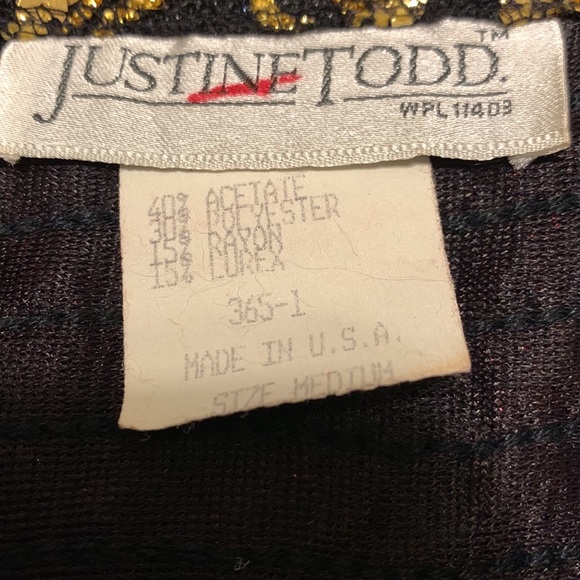 JUSTINE TODD.™
WPL 11403
40% ACETATE
30% POLYESTER
15% RAYON
15% LUREX
365-1
MADE IN U.S.A.
SIZE MEDIUM